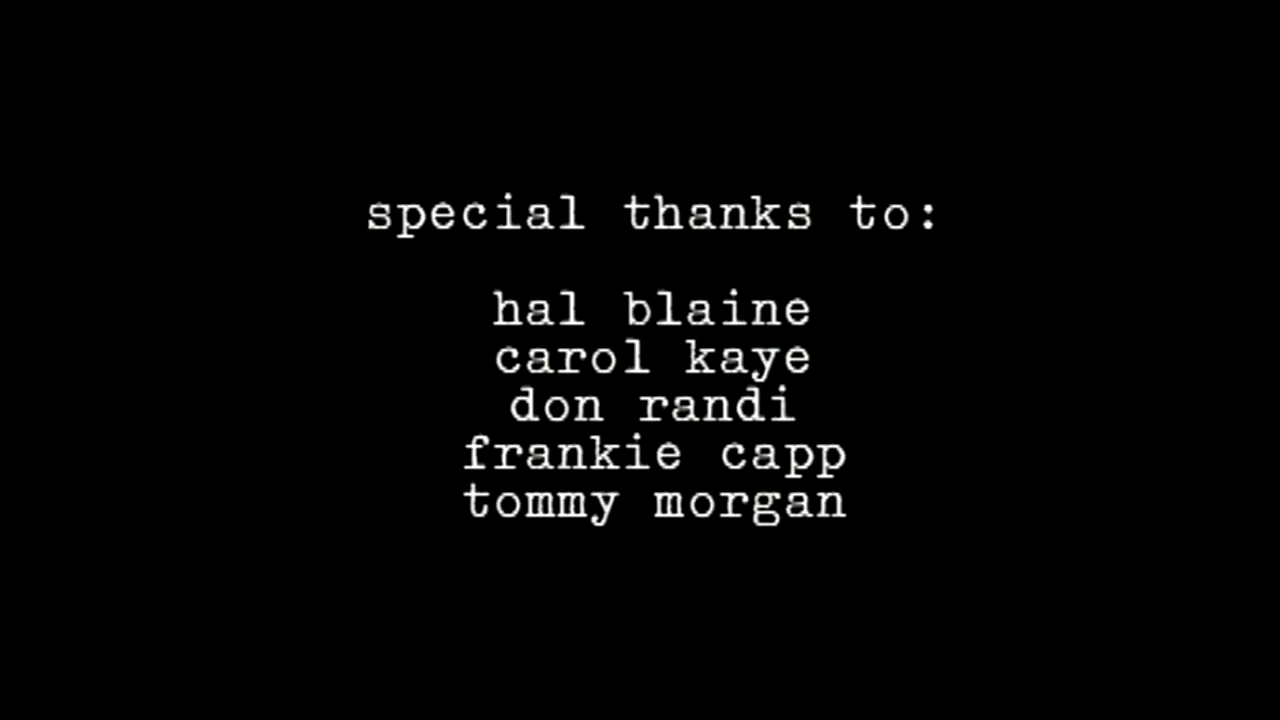 special thanks to:
hal blaine
carol kaye
don randi
frankie capp
tommy morgan